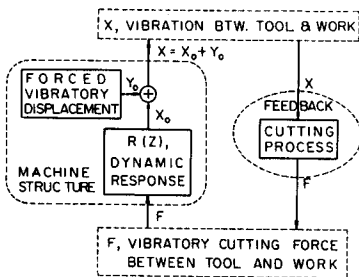 X, VIBRATION BTW. TOOL & WORK
X = X₀ + Y₀
FORCED
VIBRATORY
DISPLACEMENT
Y₀
+
X₀
X
FEEDBACK
CUTTING
PROCESS
R(Z),
DYNAMIC
RESPONSE
MACHINE
STRUCTURE
F
F
F, VIBRATORY CUTTING FORCE
BETWEEN TOOL AND WORK